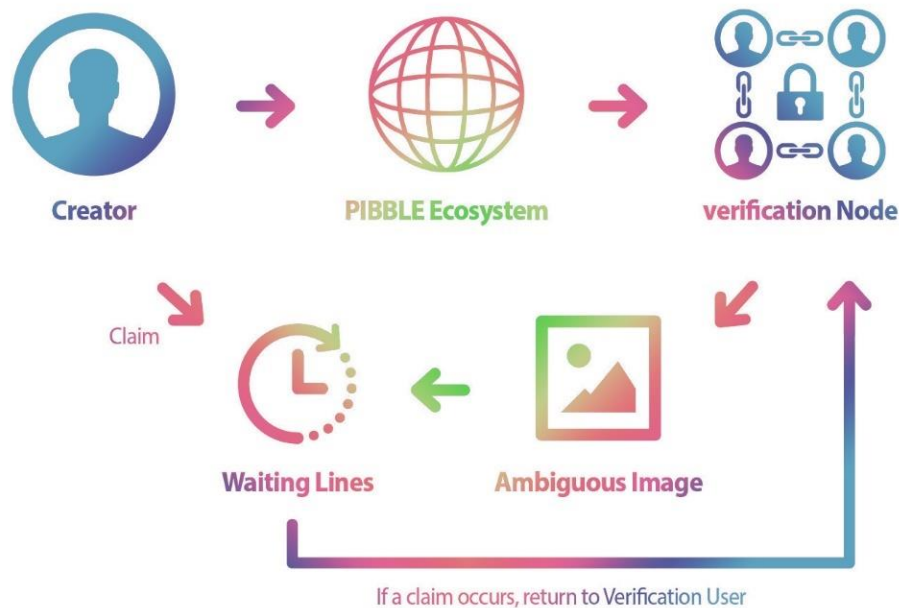 Creator
PIBBLE Ecosystem
verification Node
Claim
Waiting Lines
Ambiguous Image
If a claim occurs, return to Verification User